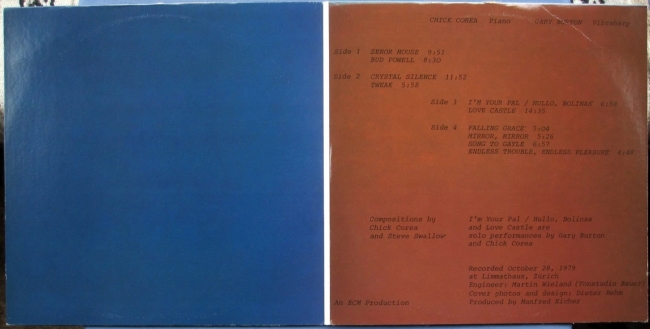 CHICK COREA Piano GARY BURTON Vibraharp
Side 1 SENOR MOUSE 9:51
BUD POWELL 8:30
Side 2 CRYSTAL SILENCE 11:52
TWEAK 5:58
Side 3 I'M YOUR PAL / HULLO, BOLINAS
LOVE CASTLE 14:35
Side 4 FALLING GRACE 5:04
MIRROR, MIRROR 5:26
SONG TO GAYLE 6:57
ENDLESS TROUBLE, ENDLESS PLEASURE
Compositions by
Chick Corea
and Steve Swallow
I'm Your Pal / Hullo, Bolinas
and Love Castle are
solo performances by Gary Burton
and Chick Corea
Recorded October 28, 1979
at Limmathaus, Zürich
Engineer: Martin Wieland (Tonstudio Bauer)
Cover photos and design: Dieter Rehm
An ECM Production
Produced by Manfred Eicher